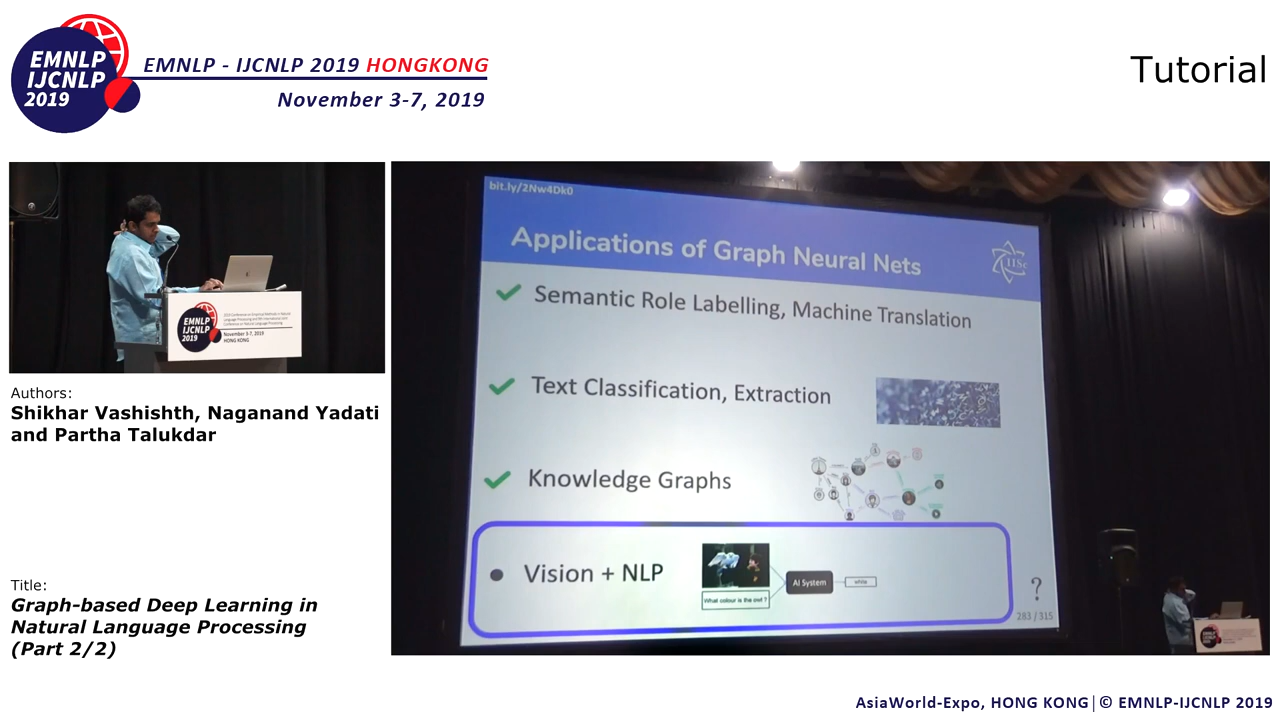 EMNLP
IJCNLP
2019
EMNLP - IJCNLP 2019 HONGKONG
November 3-7, 2019
Tutorial
EMNLP
IJCNLP
2019
November 3-7, 2019
HONG KONG
Authors:
Shikhar Vashishth, Naganand Yadati
and Partha Talukdar
Title:
Graph-based Deep Learning in
Natural Language Processing
(Part 2/2)
bit.ly/2Nw4Dk0
Applications of Graph Neural Nets
IISc
Semantic Role Labelling, Machine Translation
Text Classification, Extraction
Knowledge Graphs
Vision + NLP
What colour is the owl ?
AI System
white
?
283 / 315
EMNLP
IJCNLP
2019
AsiaWorld-Expo, HONG KONG | © EMNLP-IJCNLP 2019